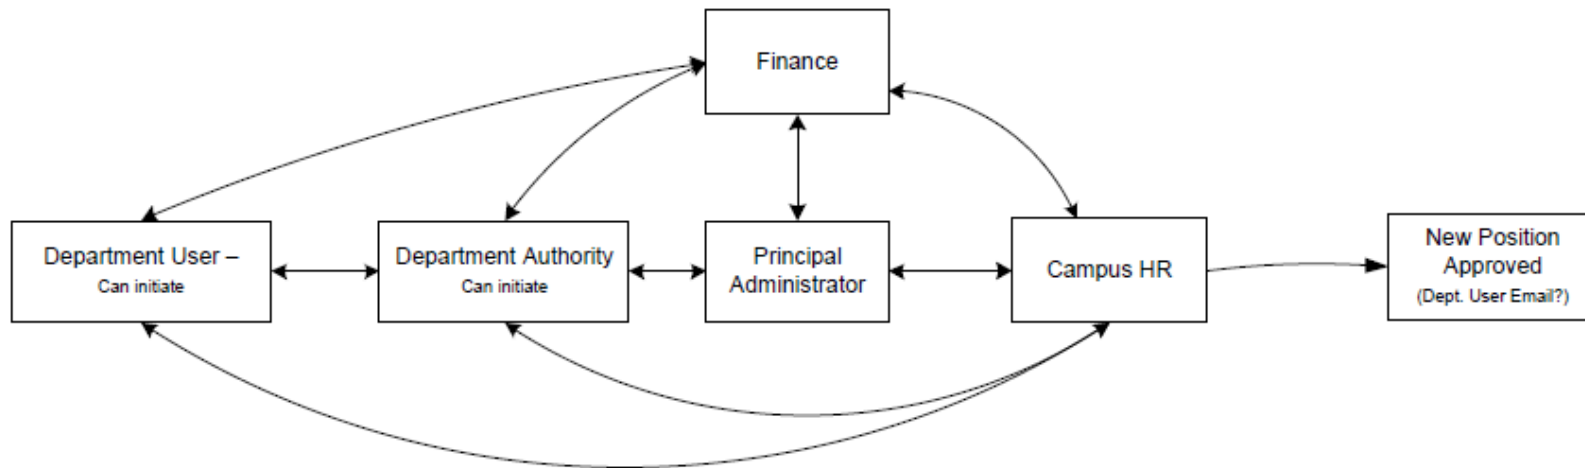 Finance
Department User –
Can initiate
Department Authority
Can initiate
Principal
Administrator
Campus HR
New Position
Approved
(Dept. User Email?)